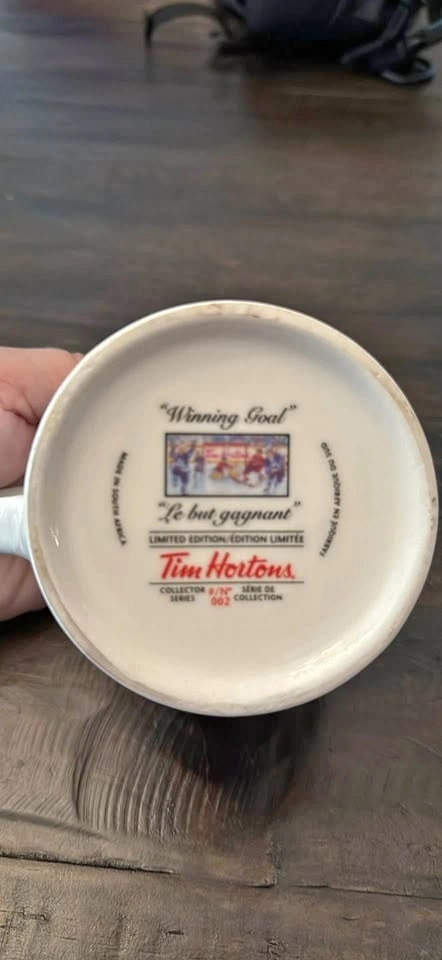 "Winning Goal"
"Le but gagnant"
LIMITED EDITION/ÉDITION LIMITÉE
Tim Hortons.
COLLECTOR SERIES #/Nº 002 SÉRIE DE COLLECTION
MADE IN SOUTH AFRICA
FABRIQUÉ EN AFRIQUE DU SUD